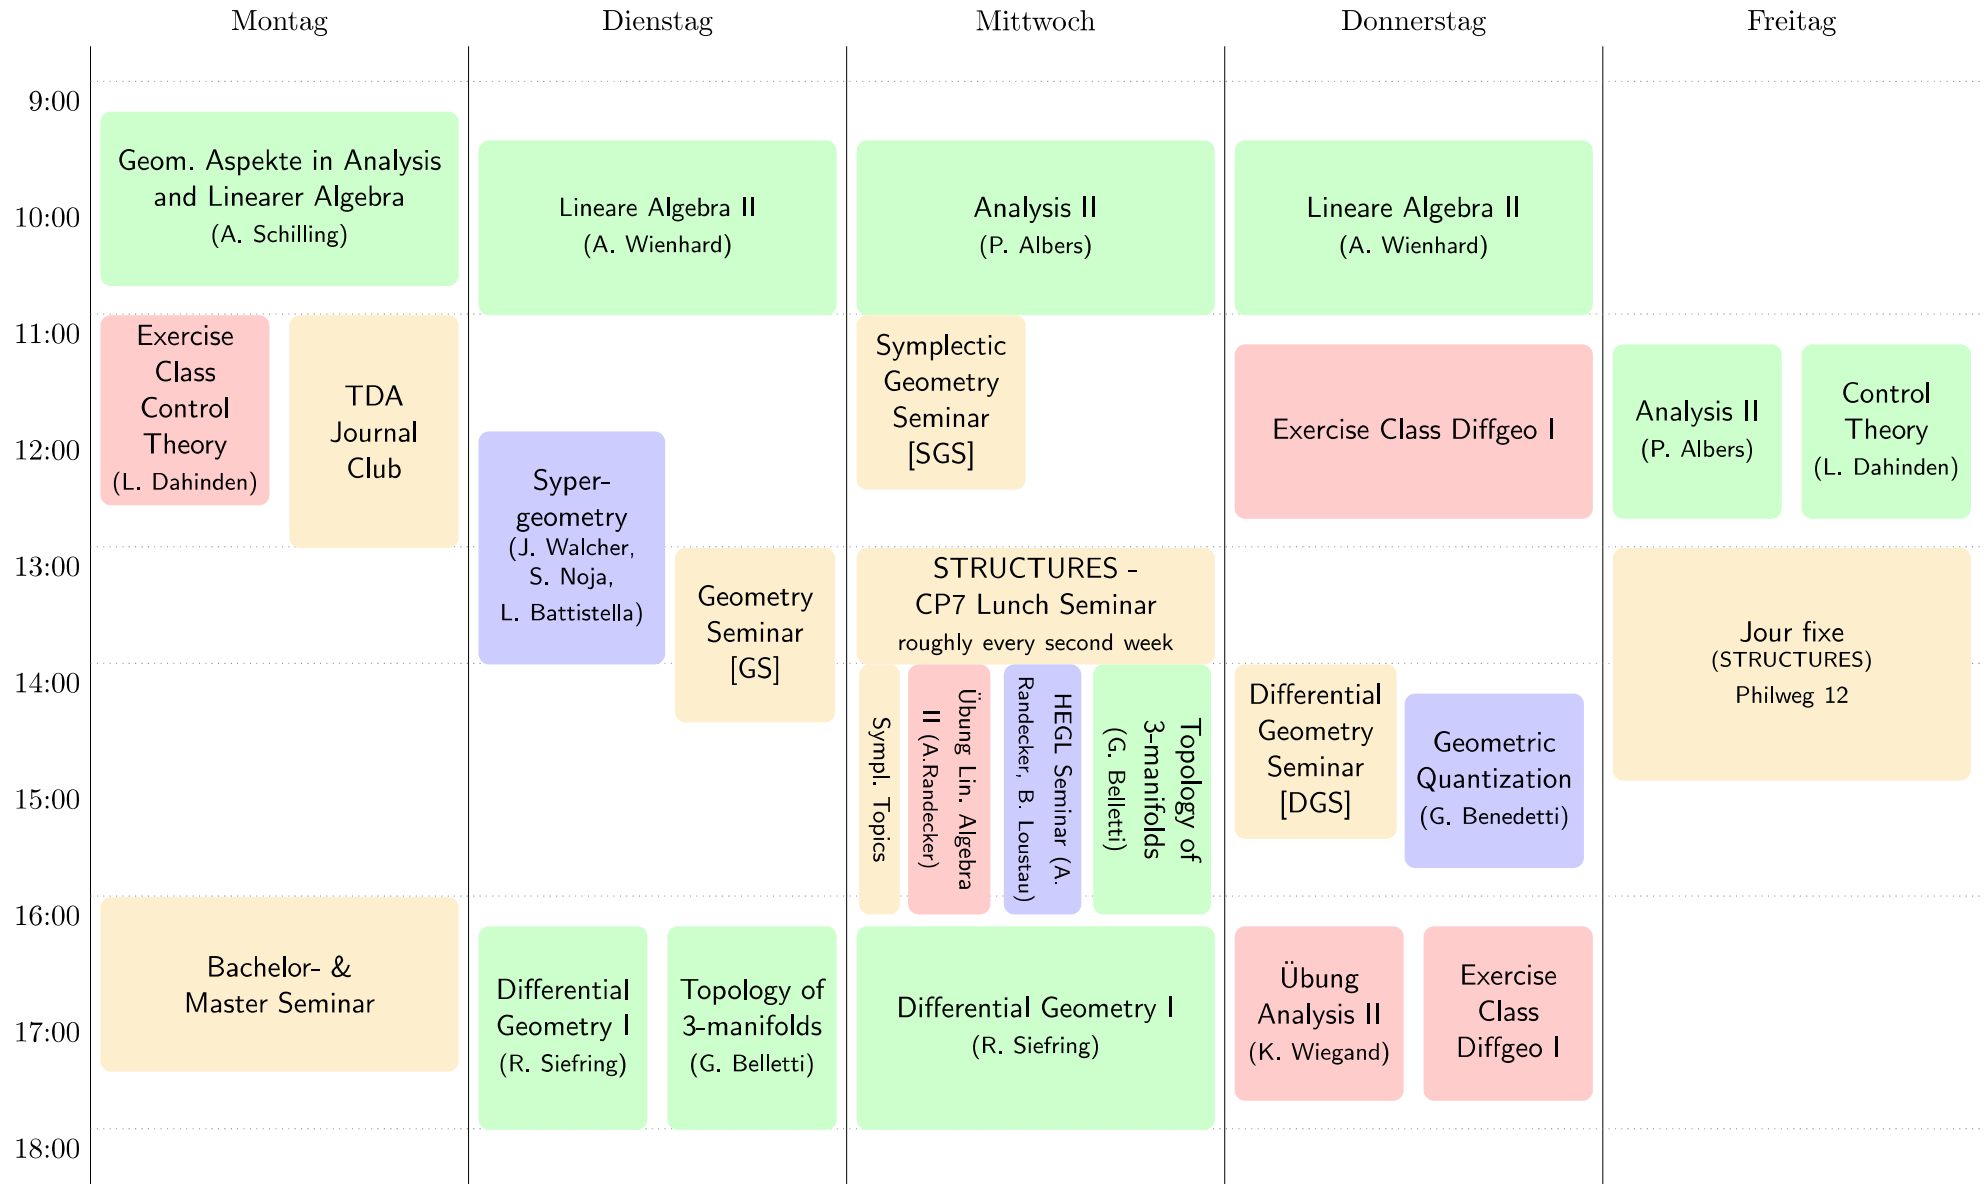 Montag
Dienstag
Mittwoch
Donnerstag
Freitag
9:00
10:00
11:00
12:00
13:00
14:00
15:00
16:00
17:00
18:00
Geom. Aspekte in Analysis
and Linearer Algebra
(A. Schilling)
Exercise
Class
Control
Theory
(L. Dahinden)
TDA
Journal
Club
Bachelor- &
Master Seminar
Lineare Algebra II
(A. Wienhard)
Syper-
geometry
(J. Walcher,
S. Noja,
L. Battistella)
Geometry
Seminar
[GS]
Differential
Geometry I
(R. Siefring)
Topology of
3-manifolds
(G. Belletti)
Analysis II
(P. Albers)
Symplectic
Geometry
Seminar
[SGS]
STRUCTURES -
CP7 Lunch Seminar
roughly every second week
Sympl. Topics
Übung Lin. Algebra
II (A.Randecker)
HEGL Seminar (A.
Randecker, B. Loustau)
Topology of
3-manifolds
(G. Belletti)
Differential Geometry I
(R. Siefring)
Lineare Algebra II
(A. Wienhard)
Exercise Class Diffgeo I
Differential
Geometry
Seminar
[DGS]
Geometric
Quantization
(G. Benedetti)
Übung
Analysis II
(K. Wiegand)
Exercise
Class
Diffgeo I
Analysis II
(P. Albers)
Control
Theory
(L. Dahinden)
Jour fixe
(STRUCTURES)
Philweg 12